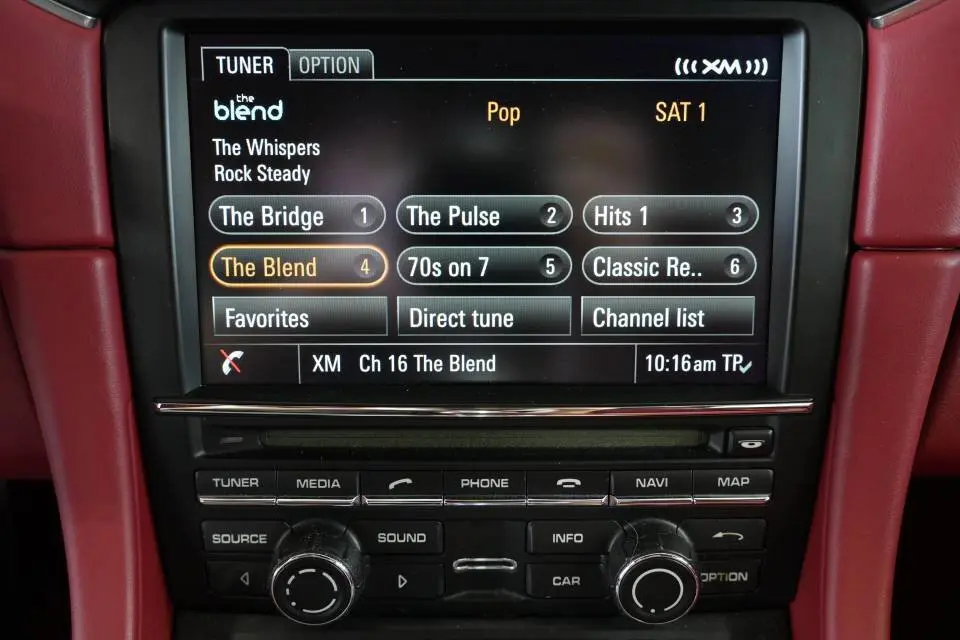 TUNER OPTION XM
the
blend Pop SAT 1
The Whispers
Rock Steady
The Bridge 1 The Pulse 2 Hits 1 3
The Blend 4 70s on 7 5 Classic Re.. 6
Favorites Direct tune Channel list
XM Ch 16 The Blend 10:16am TP
TUNER MEDIA PHONE NAVI MAP
SOURCE SOUND INFO
CAR OPTION